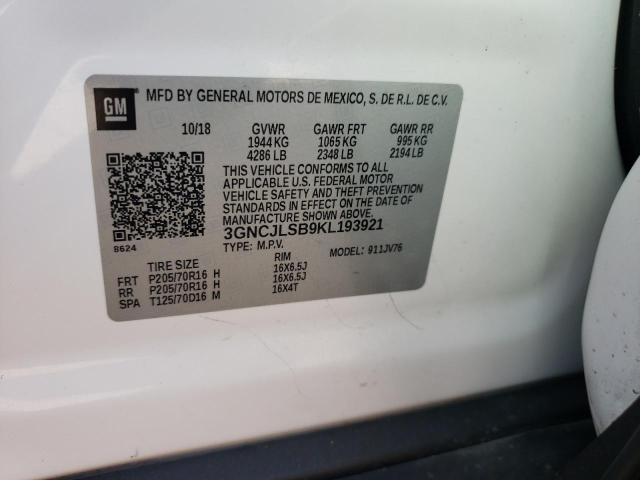 GM
MFD BY GENERAL MOTORS DE MEXICO, S. DE R.L. DE C.V.
10/18 GVWR GAWR FRT GAWR RR
1944 KG 1065 KG 995 KG
4286 LB 2348 LB 2194 LB
THIS VEHICLE CONFORMS TO ALL
APPLICABLE U.S. FEDERAL MOTOR
VEHICLE SAFETY AND THEFT PREVENTION
STANDARDS IN EFFECT ON THE DATE OF
MANUFACTURE SHOWN ABOVE.
3GNCJLSB9KL193921
8624 TYPE: M.P.V. MODEL: 911JV76
TIRE SIZE RIM
FRT P205/70R16 H 16X6.5J
RR P205/70R16 H 16X6.5J
SPA T125/70D16 M 16X4T